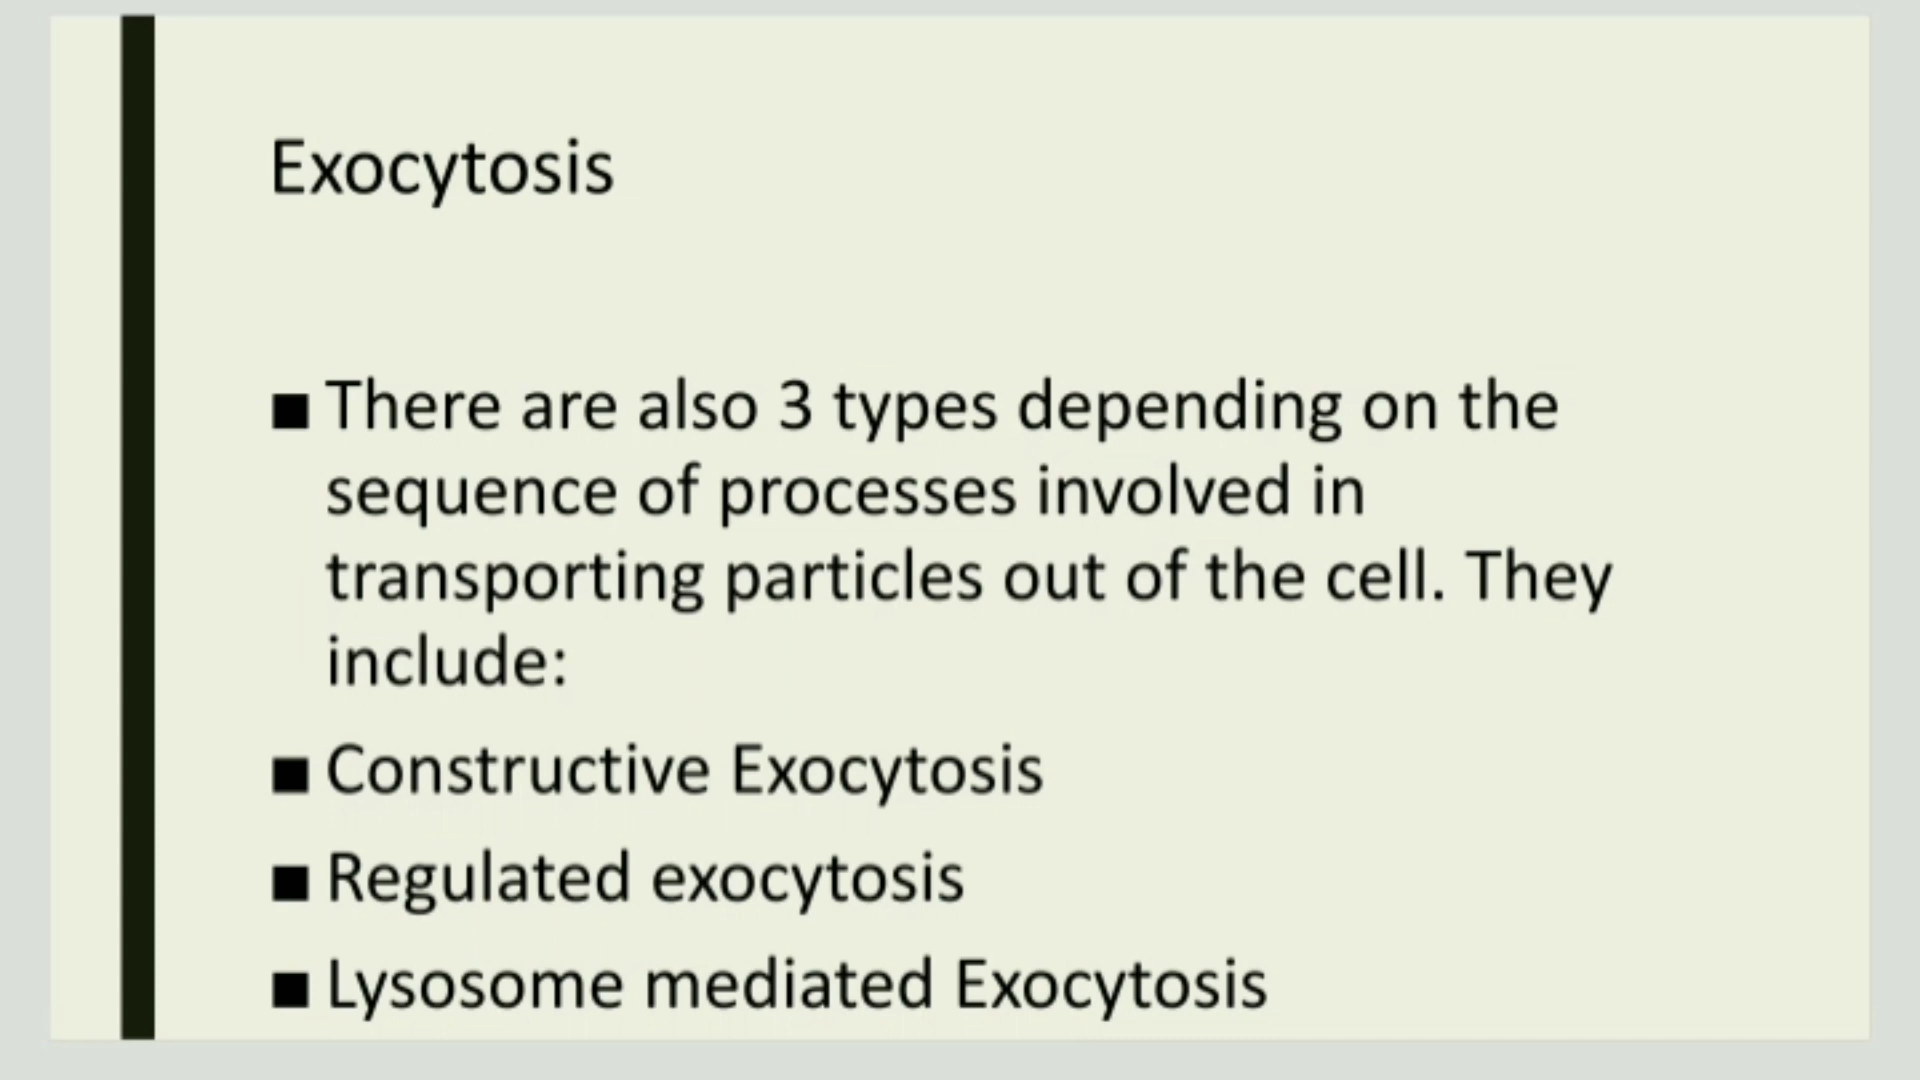 Exocytosis
■ There are also 3 types depending on the
sequence of processes involved in
transporting particles out of the cell. They
include:
■ Constructive Exocytosis
■ Regulated exocytosis
■ Lysosome mediated Exocytosis